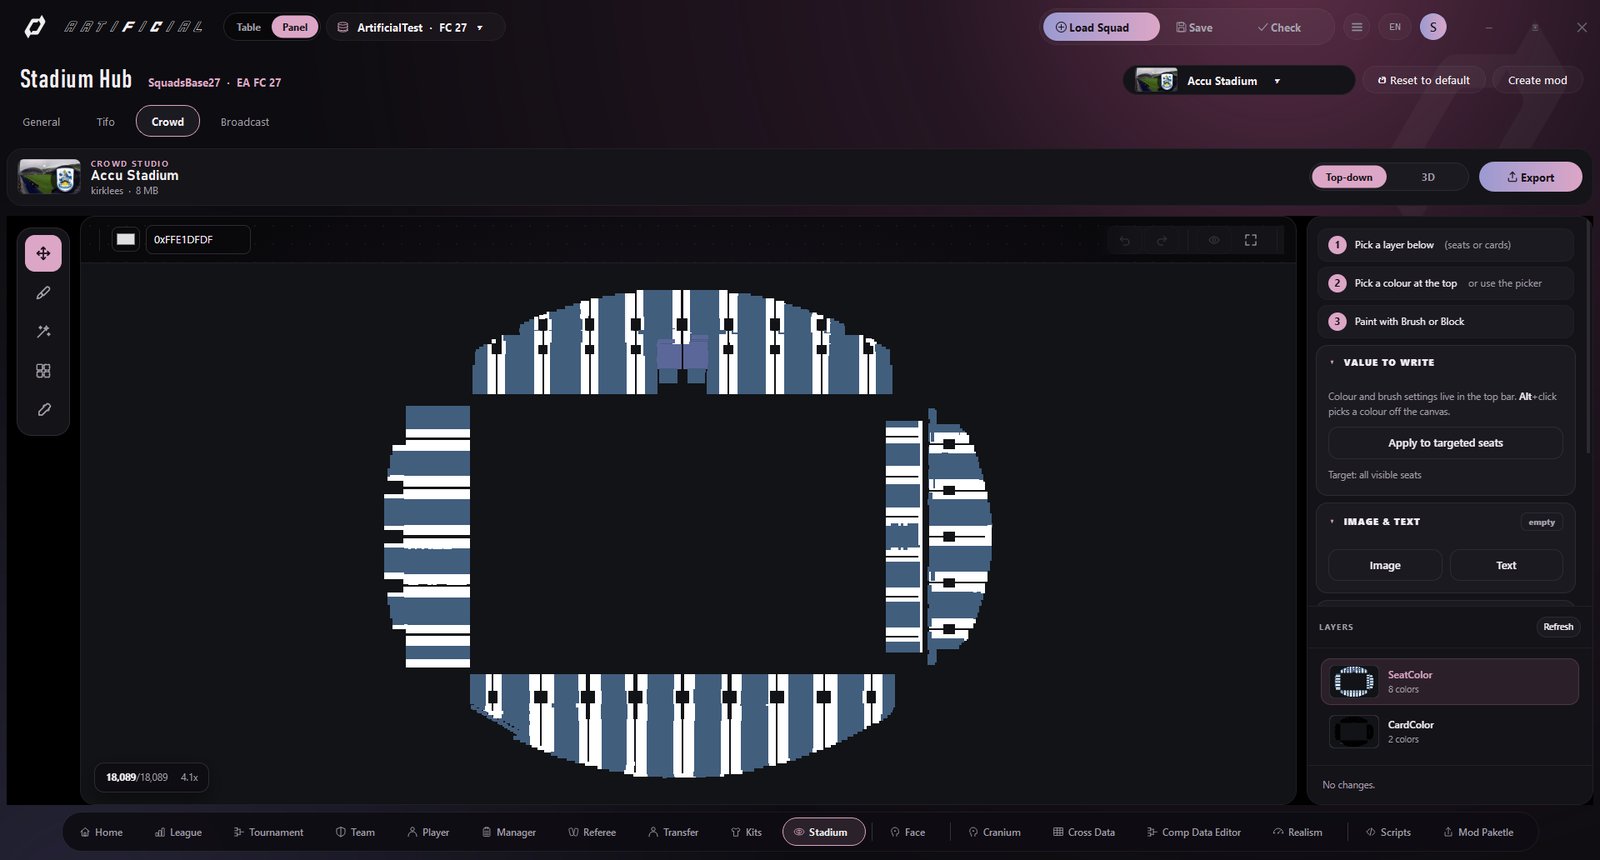 ARTIFICIAL
Table
Panel
ArtificialTest · FC 27
Load Squad
Save
Check
EN
S
Stadium Hub
SquadsBase27 · EA FC 27
Accu Stadium
Reset to default
Create mod
General
Tifo
Crowd
Broadcast
CROWD STUDIO
Accu Stadium
kirklees · 8 MB
Top-down
3D
Export
0xFFE1DFDF
1 Pick a layer below (seats or cards)
2 Pick a colour at the top or use the picker
3 Paint with Brush or Block
VALUE TO WRITE
Colour and brush settings live in the top bar. Alt+click
picks a colour off the canvas.
Apply to targeted seats
Target: all visible seats
IMAGE & TEXT
empty
Image
Text
LAYERS
Refresh
SeatColor
8 colors
CardColor
2 colors
No changes.
18,089/18,089 4.1x
Home
League
Tournament
Team
Player
Manager
Referee
Transfer
Kits
Stadium
Face
Cranium
Cross Data
Comp Data Editor
Realism
Scripts
Mod Paketle